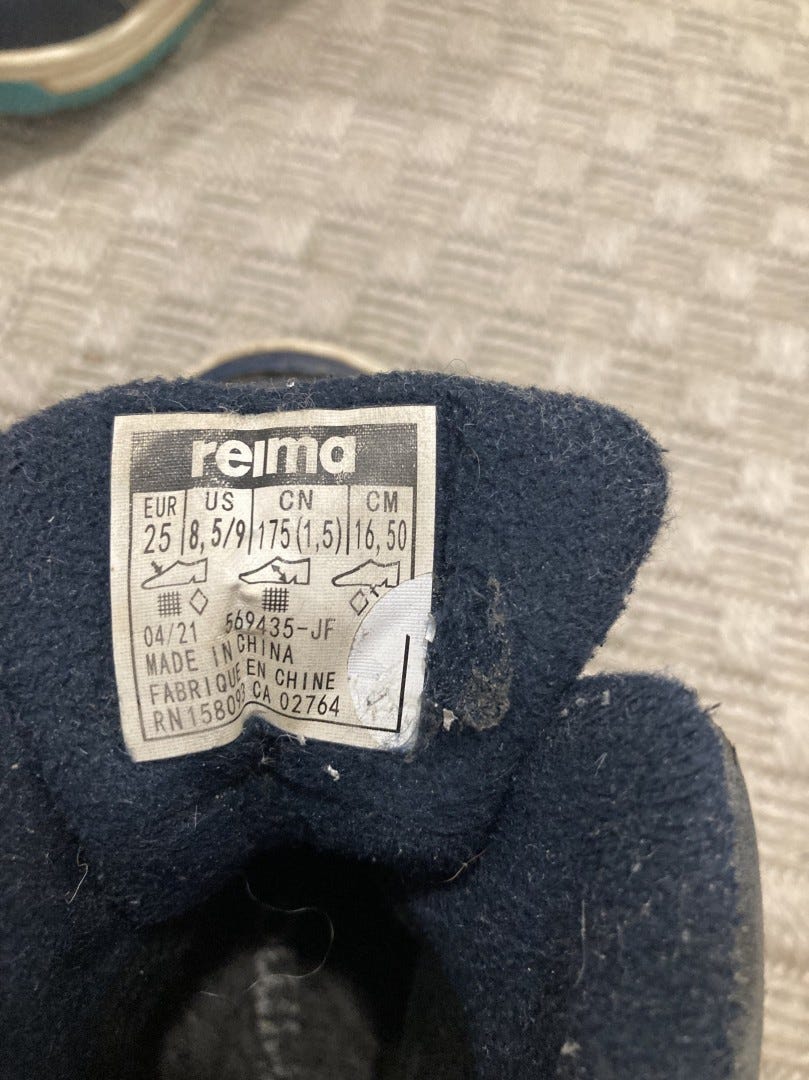 reima
EUR US CN CM
25 8,5/9 175(1,5) 16,50
04/21 569435-JF
MADE IN CHINA
FABRIQUÉ EN CHINE
CA 02764